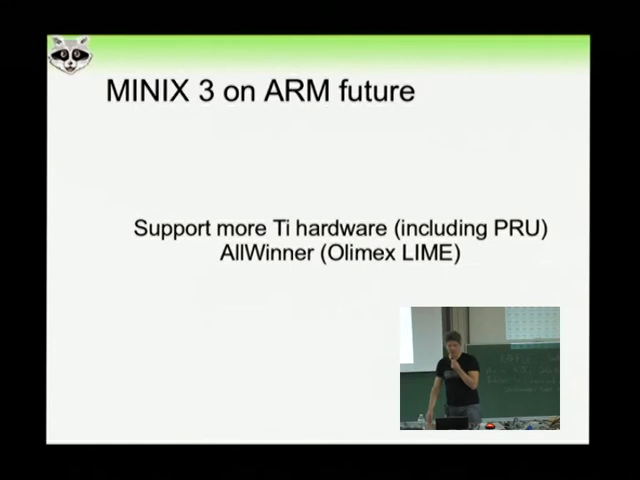 MINIX 3 on ARM future
Support more Ti hardware (including PRU)
AllWinner (Olimex LIME)